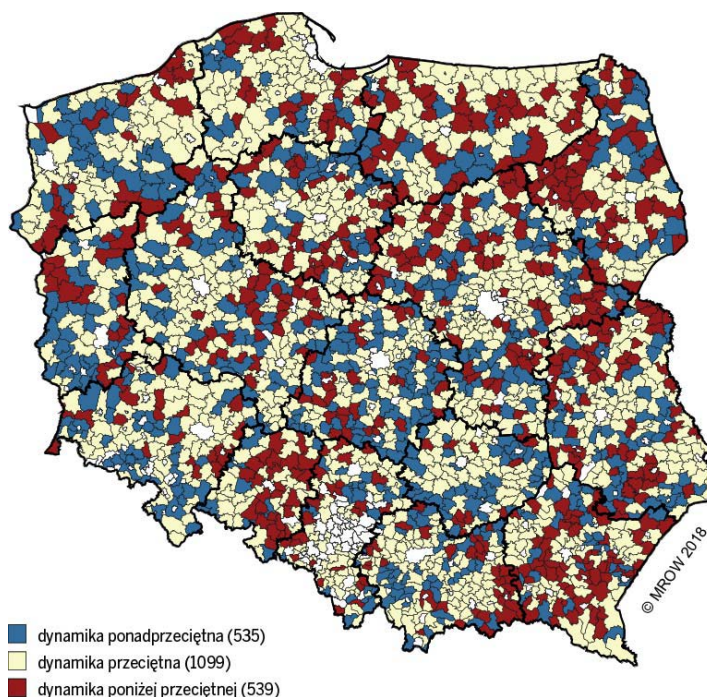 © MROW 2018
dynamika ponadprzeciętna (535)
dynamika przeciętna (1099)
dynamika poniżej przeciętnej (539)